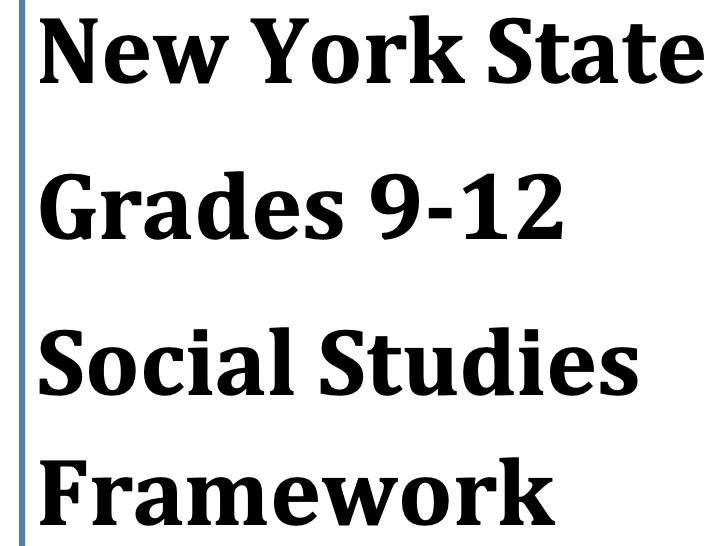 New York State
Grades 9-12
Social Studies
Framework